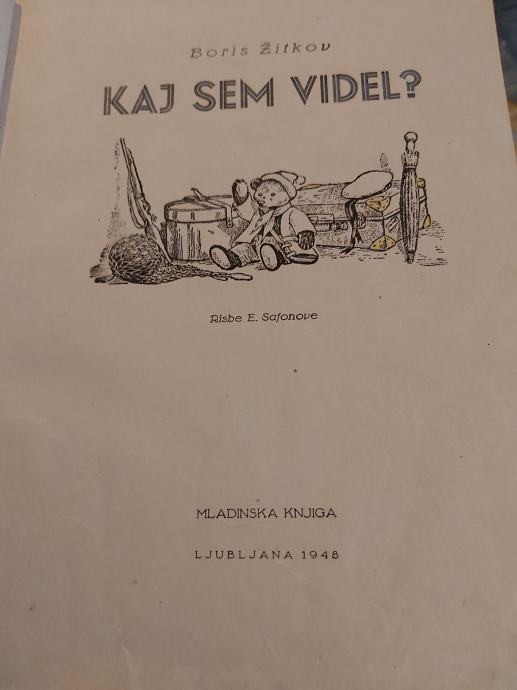 Boris Žitkov
KAJ SEM VIDEL?
Risbe E. Safonove
MLADINSKA KNJIGA
LJUBLJANA 1948